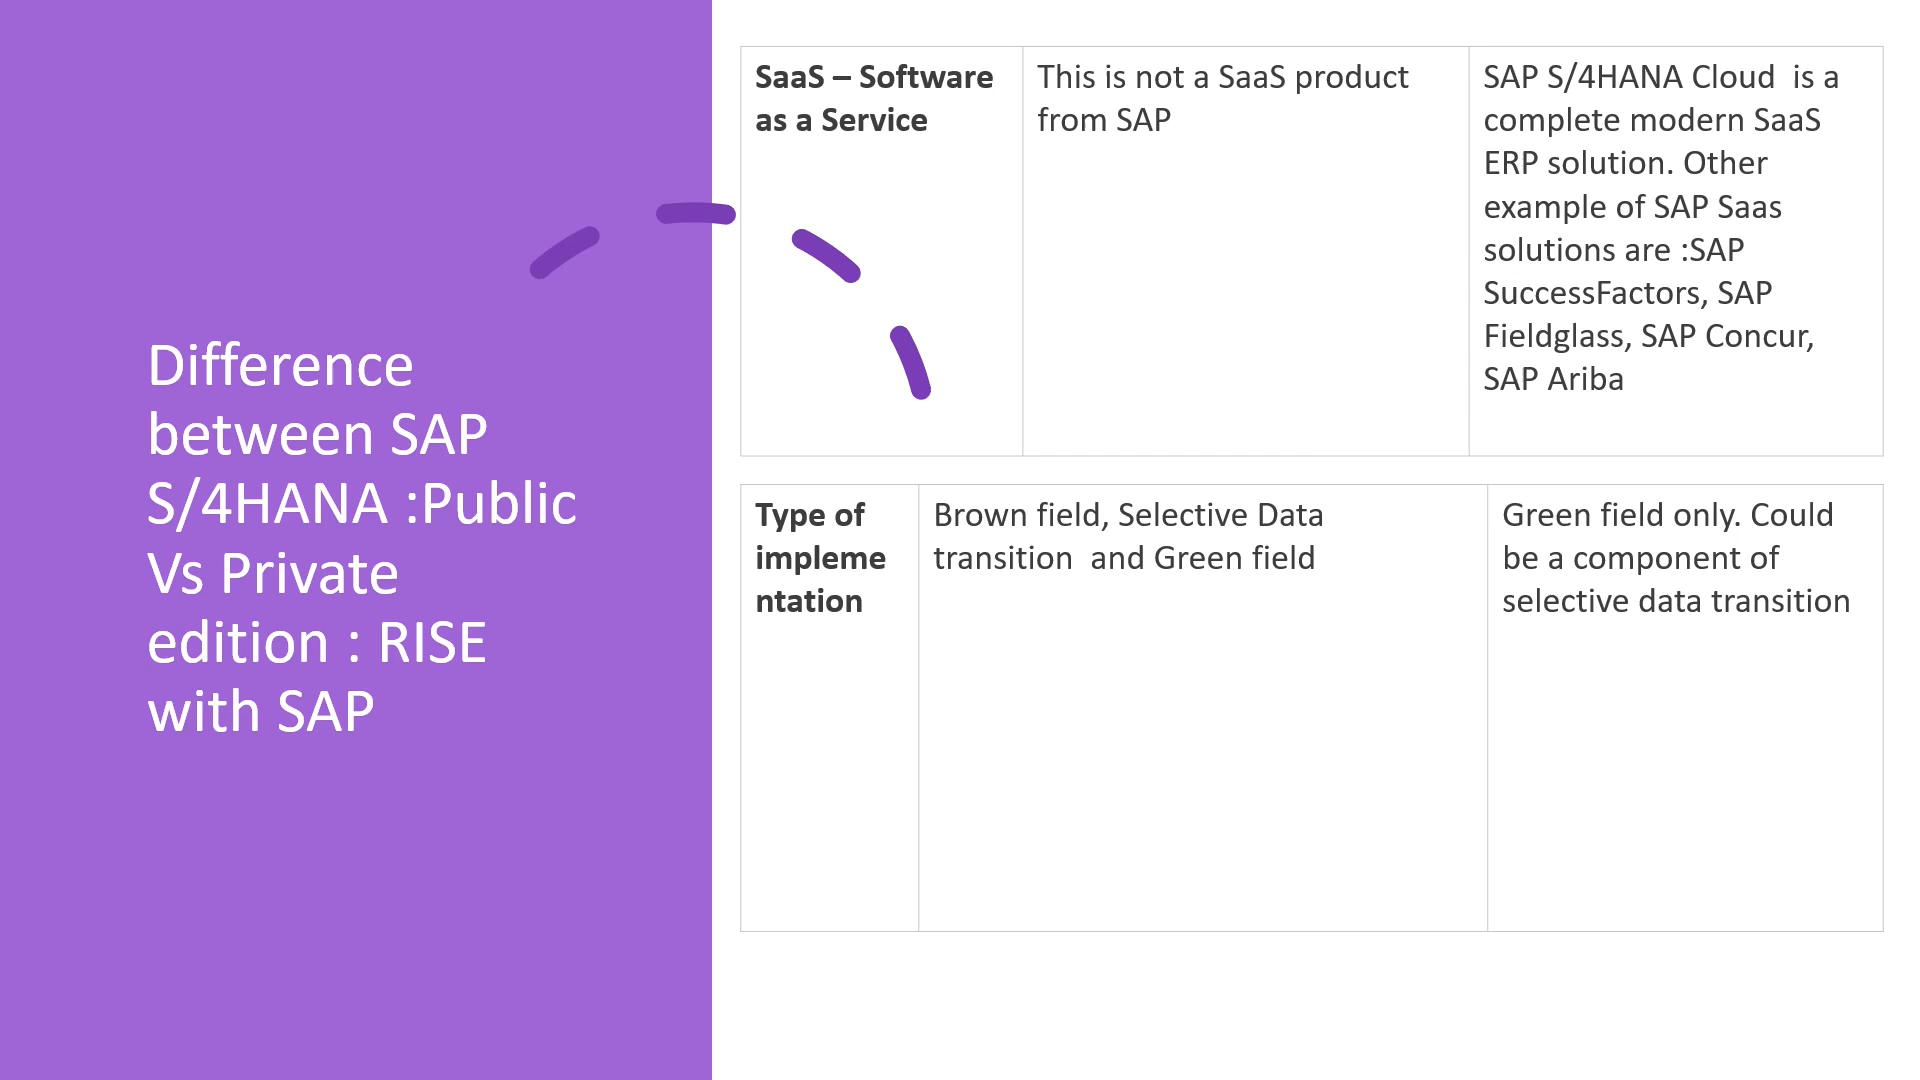 Difference
between SAP
S/4HANA :Public
Vs Private
edition : RISE
with SAP
SaaS – Software
as a Service
This is not a SaaS product
from SAP
SAP S/4HANA Cloud  is a
complete modern SaaS
ERP solution. Other
example of SAP Saas
solutions are :SAP
SuccessFactors, SAP
Fieldglass, SAP Concur,
SAP Ariba
Type of
impleme
ntation
Brown field, Selective Data
transition  and Green field
Green field only. Could
be a component of
selective data transition